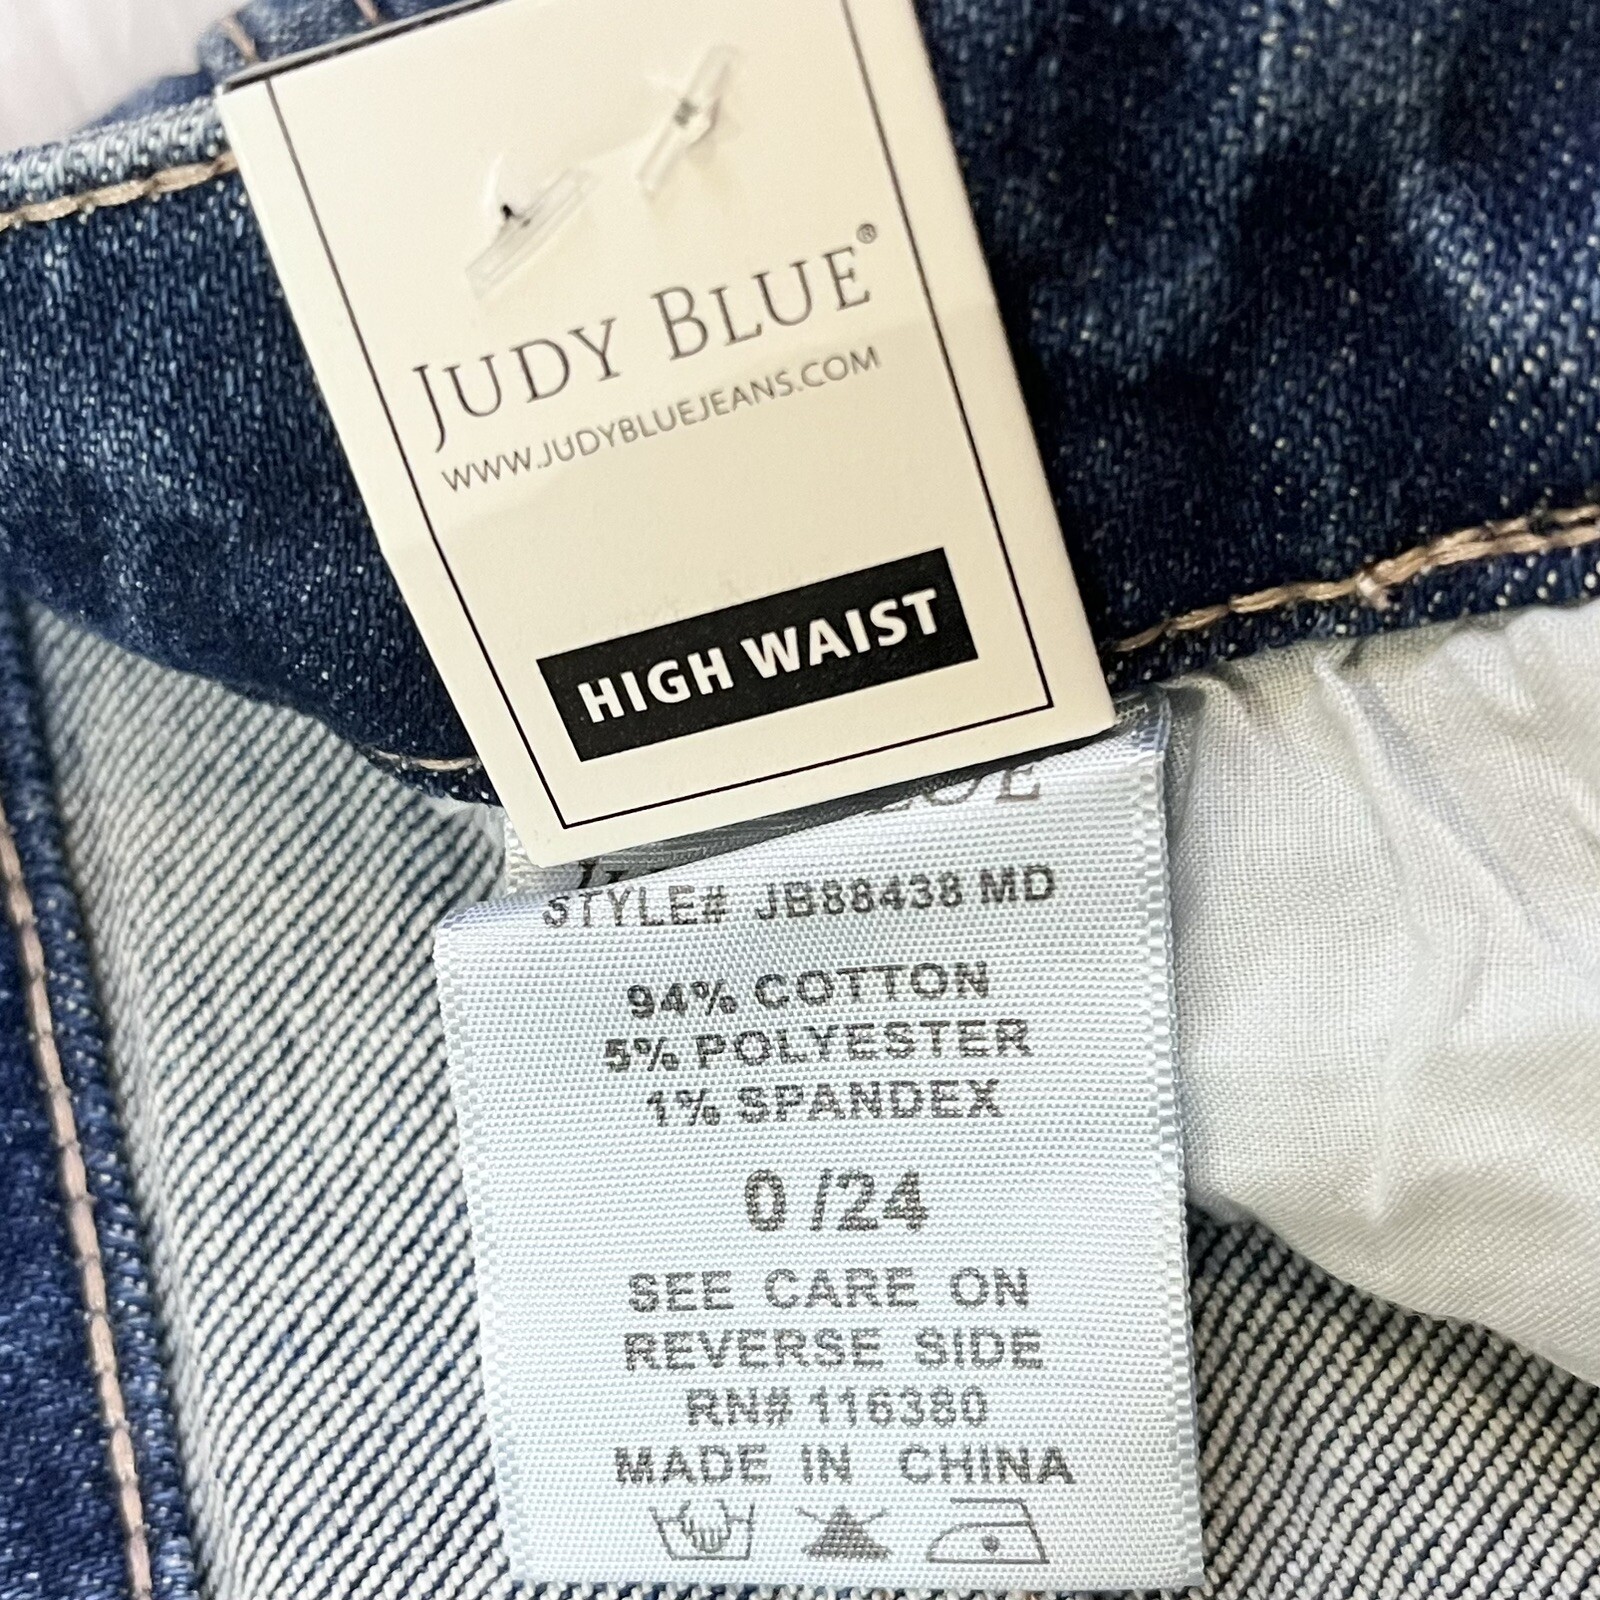 JUDY BLUE®
WWW.JUDYBLUEJEANS.COM
HIGH WAIST
STYLE# JB88438 MD
94% COTTON
5% POLYESTER
1% SPANDEX
0 /24
SEE CARE ON
REVERSE SIDE
RN# 116380
MADE IN CHINA